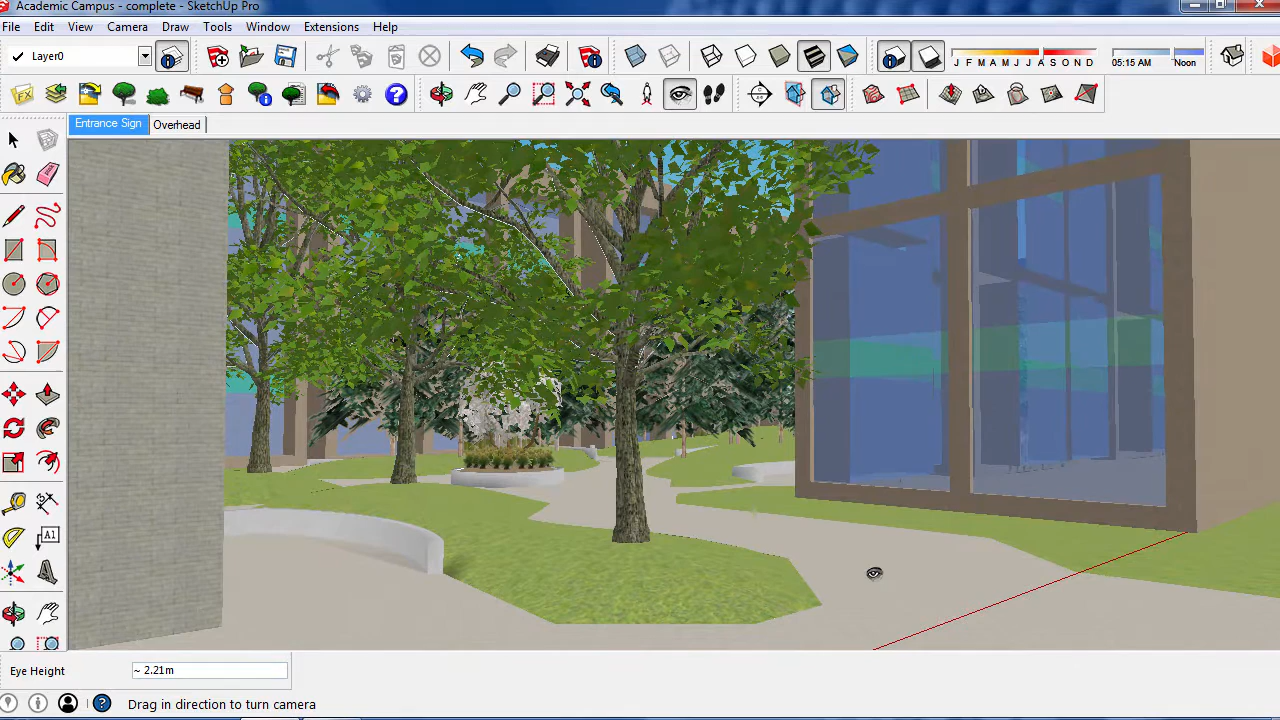 Academic Campus - complete - SketchUp Pro
File Edit View Camera Draw Tools Window Extensions Help
Layer0
J F M A M J J A S O N D
05:15 AM Noon
Entrance Sign Overhead
A1
Eye Height ~ 2.21m
Drag in direction to turn camera